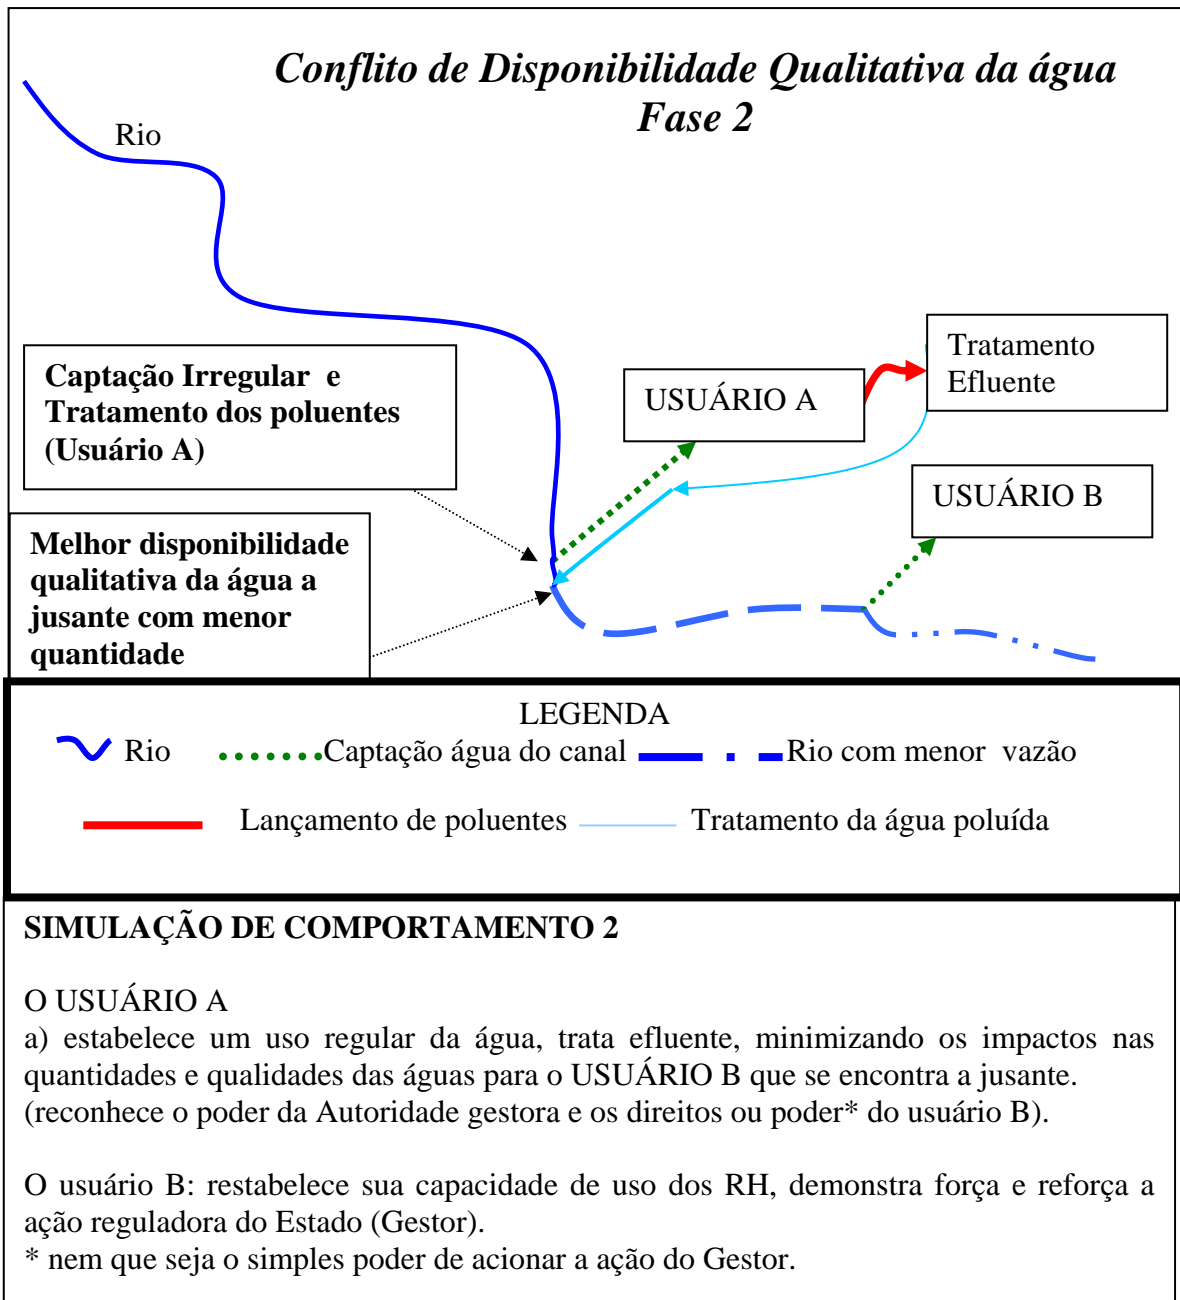 Conflito de Disponibilidade Qualitativa da água
Fase 2
Rio
Captação Irregular e
Tratamento dos poluentes
(Usuário A)
USUÁRIO A
Tratamento
Efluente
USUÁRIO B
Melhor disponibilidade
qualitativa da água a
jusante com menor
quantidade
LEGENDA
Rio
Captação água do canal
Rio com menor vazão
Lançamento de poluentes
Tratamento da água poluída
SIMULAÇÃO DE COMPORTAMENTO 2
O USUÁRIO A
a) estabelece um uso regular da água, trata efluente, minimizando os impactos nas
quantidades e qualidades das águas para o USUÁRIO B que se encontra a jusante.
(reconhece o poder da Autoridade gestora e os direitos ou poder* do usuário B).
O usuário B: restabelece sua capacidade de uso dos RH, demonstra força e reforça a
ação reguladora do Estado (Gestor).
* nem que seja o simples poder de acionar a ação do Gestor.